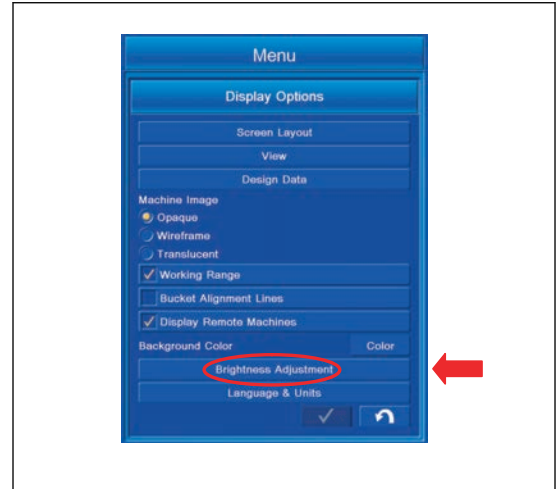 Menu
Display Options
Screen Layout
View
Design Data
Machine Image
Opaque
Wireframe
Translucent
Working Range
Bucket Alignment Lines
Display Remote Machines
Background Color Color
Brightness Adjustment
Language & Units